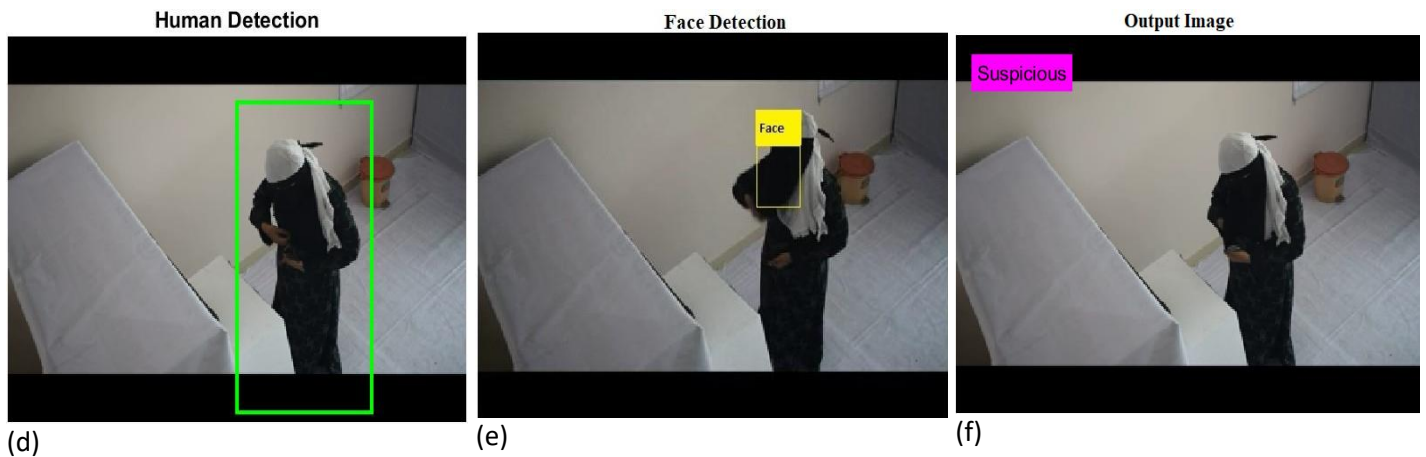 Human Detection
Face Detection
Output Image
Face
Suspicious
(d)
(e)
(f)